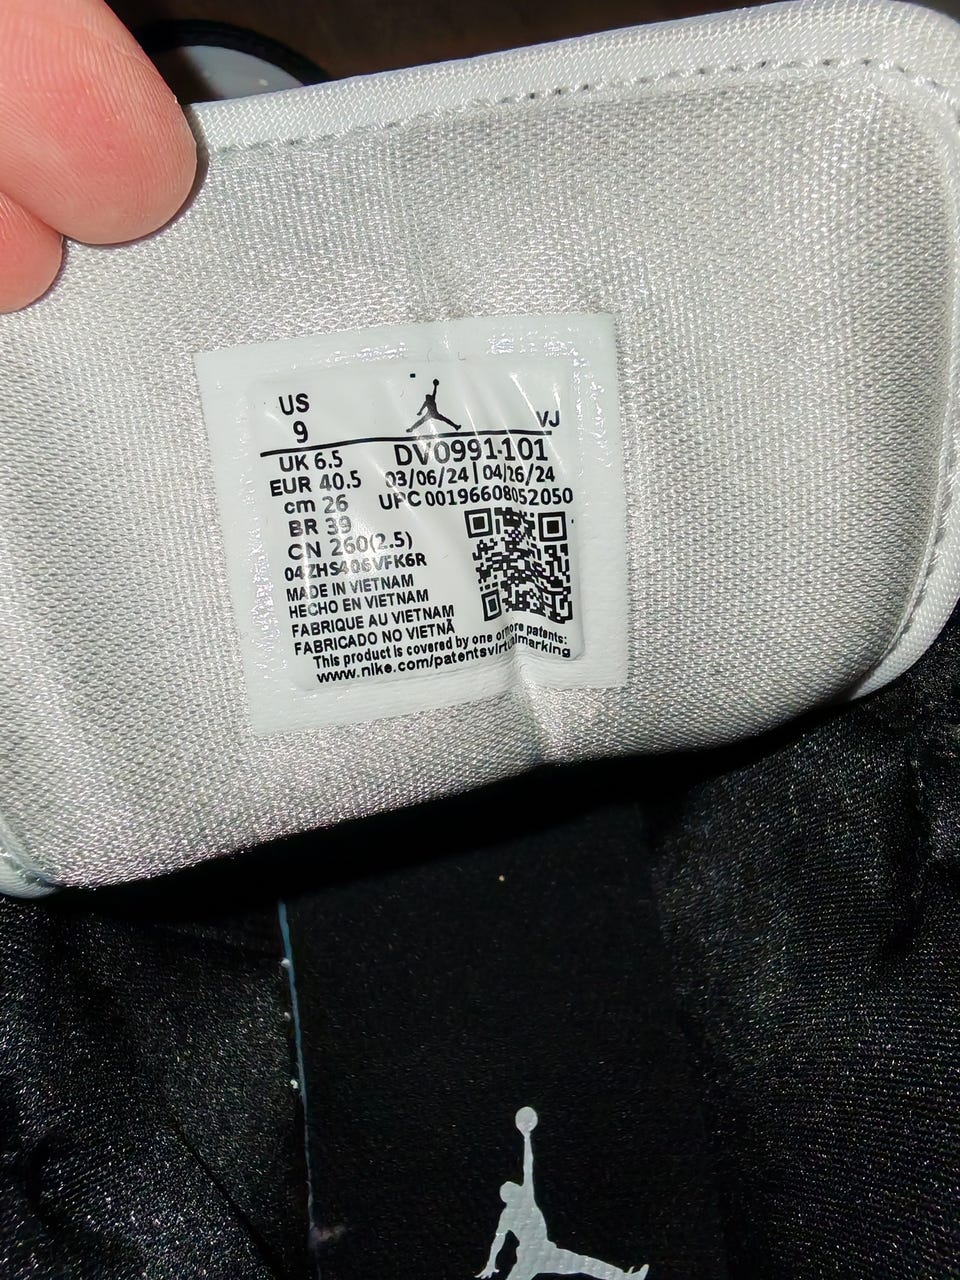 US
9
VJ
UK 6.5
DV0991-101
EUR 40.5
03/06/24 | 04/26/24
cm 26
UPC 00196608052050
BR 39
CN 260(2.5)
04ZHS406VFK6R
MADE IN VIETNAM
HECHO EN VIETNAM
FABRIQUE AU VIETNAM
FABRICADO NO VIETNÃ
This product is covered by one or more patents:
www.nike.com/patentsvirtualmarking